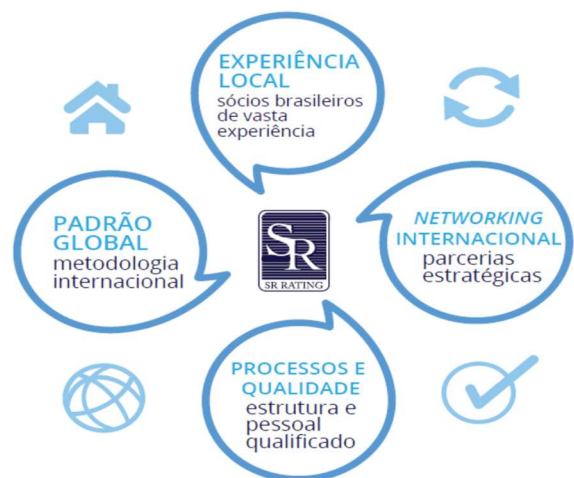 EXPERIÊNCIA
LOCAL
sócios brasileiros
de vasta
experiência
PADRÃO
GLOBAL
metodologia
internacional
SR
SR RATING
NETWORKING
INTERNACIONAL
parcerias
estratégicas
PROCESSOS E
QUALIDADE
estrutura e
pessoal
qualificado